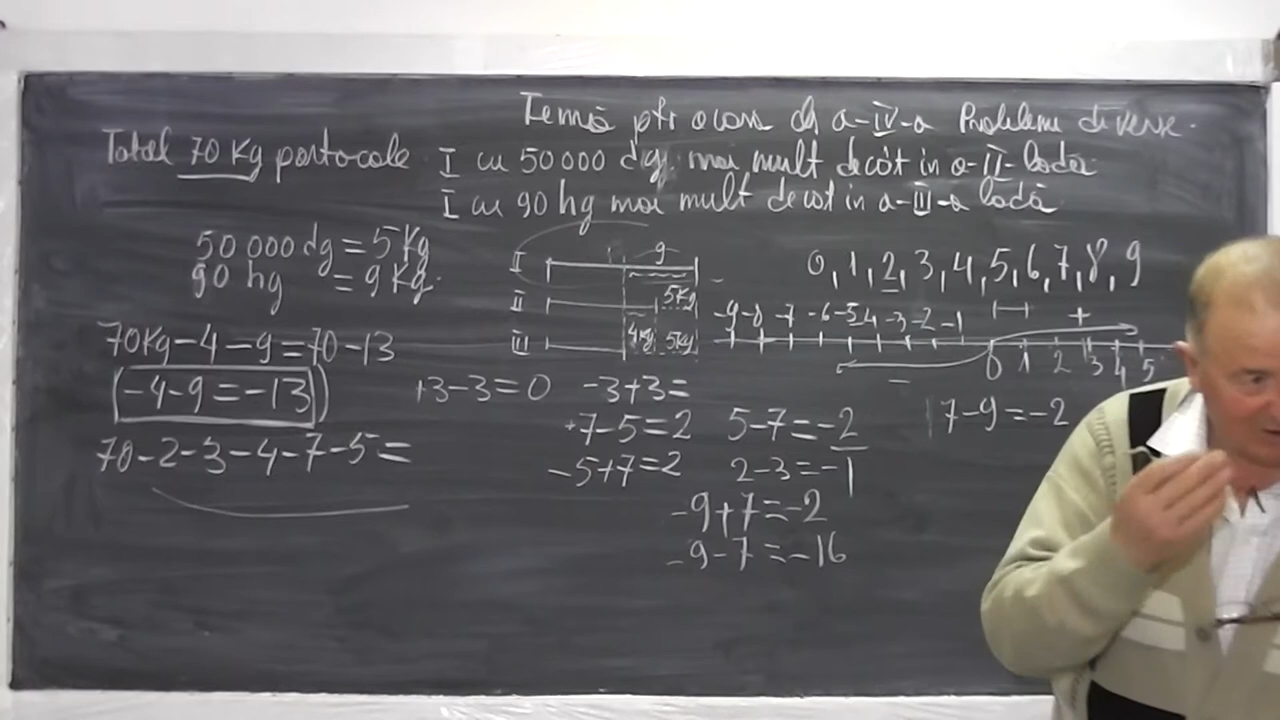 Temă ptr acasă cls a-IV-a Probleme diverse.
Total 70 Kg portocale I cu 50 000 dg mai mult decât in a-II-ladă
I cu 90 hg mai mult decât in a-III-a ladă
50 000 dg = 5 Kg
90 hg = 9 Kg.
I 9
II 5Kg
III 4Kg 5Kg
0, 1, 2, 3, 4, 5, 6, 7, 8, 9
-9 -8 -7 -6 -5 -4 -3 -2 -1 +
0 1 2 3 4 5
−
70Kg - 4 - 9 = 70 - 13
(-4 - 9 = -13)
70 - 2 - 3 - 4 - 7 - 5 =
+3 - 3 = 0 -3 + 3 =
+7 - 5 = 2 5 - 7 = -2 7 - 9 = -2
-5 + 7 = 2 2 - 3 = -1
-9 + 7 = -2
-9 - 7 = -16